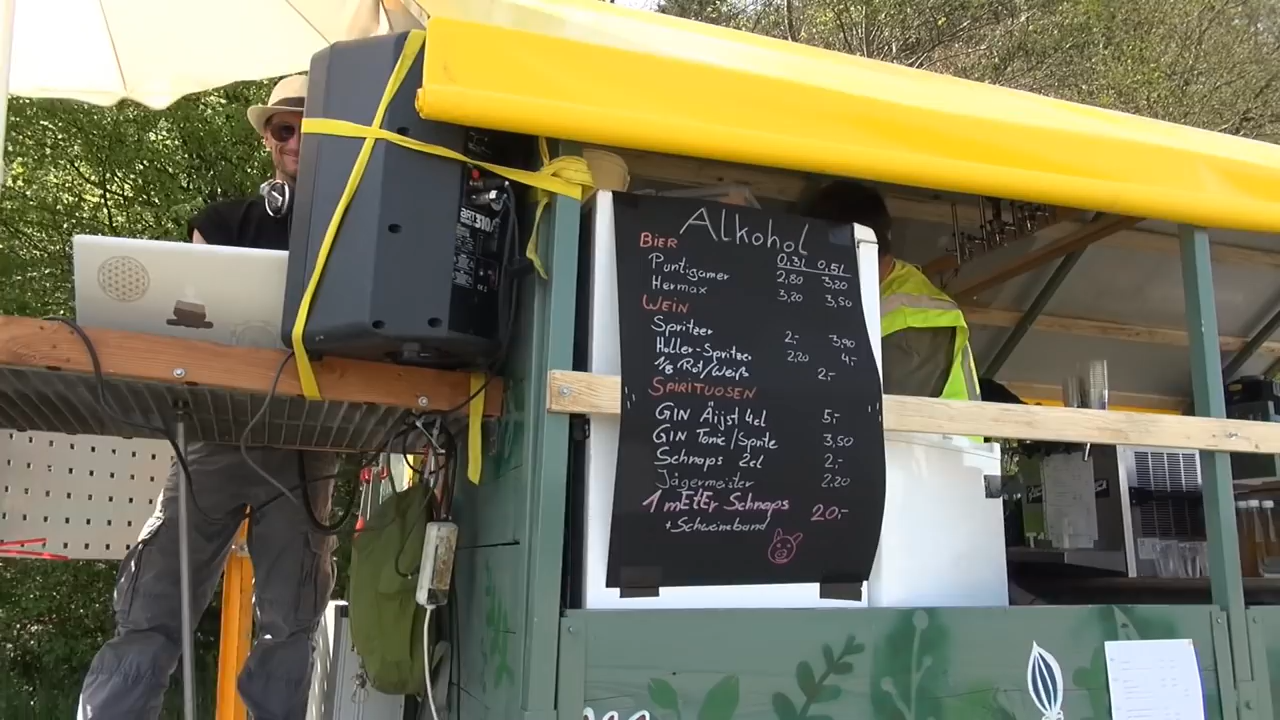 Alkohol
BIER 0,3l 0,5l
Puntigamer 2,80 3,20
Hermax 3,20 3,50
WEIN
Spritzer 2,- 3,90
Holler-Spritzer 2,20 4,-
1/8 Rot/Weiß 2,-
SPIRITUOSEN
GIN Äijst 4cl 5,-
GIN Tonic/Sprite 3,50
Schnaps 2cl 2,-
Jägermeister 2.20
1 mEtEr Schnaps 20,-
+Schweineband
ART310